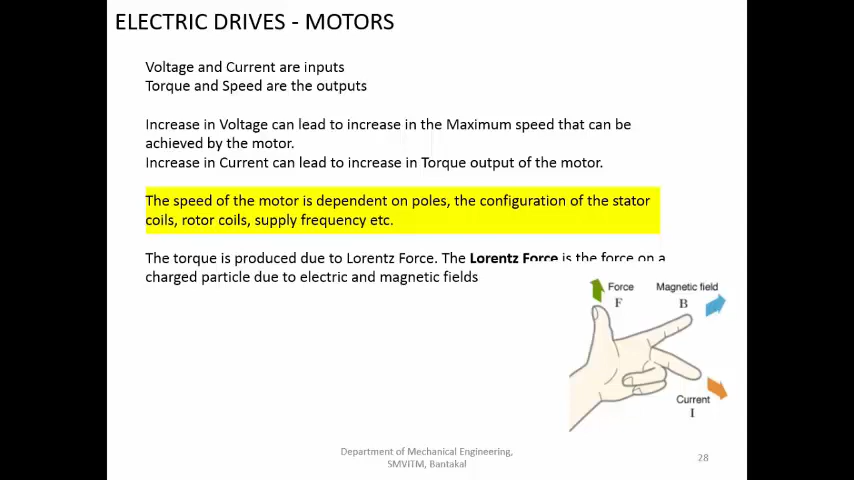 ELECTRIC DRIVES - MOTORS
Voltage and Current are inputs
Torque and Speed are the outputs
Increase in Voltage can lead to increase in the Maximum speed that can be
achieved by the motor.
Increase in Current can lead to increase in Torque output of the motor.
The speed of the motor is dependent on poles, the configuration of the stator
coils, rotor coils, supply frequency etc.
The torque is produced due to Lorentz Force. The Lorentz Force is the force on a
charged particle due to electric and magnetic fields
Force
F
Magnetic field
B
Current
I
Department of Mechanical Engineering,
SMVITM, Bantakal
28